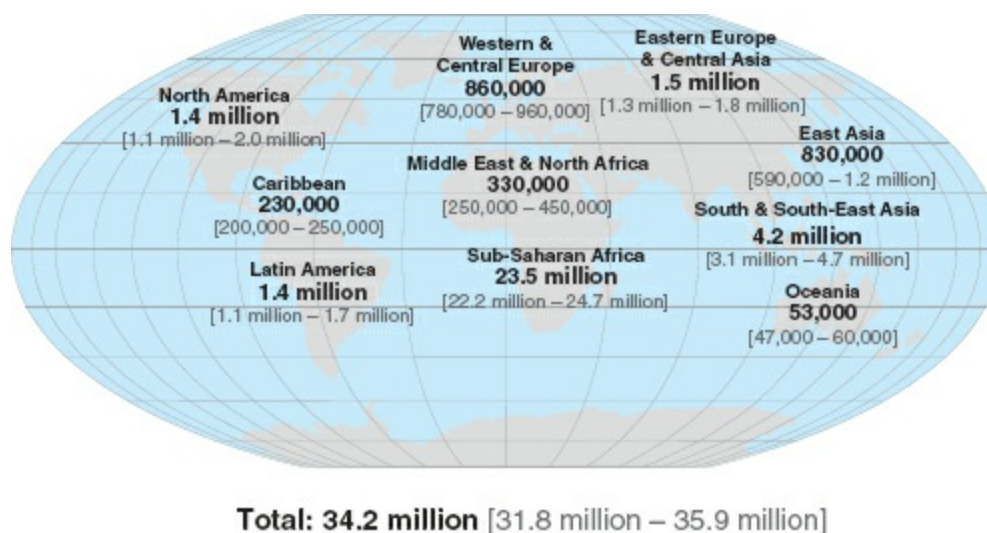 North America
1.4 million
[1.1 million – 2.0 million]
Western &
Central Europe
860,000
[780,000 – 960,000]
Eastern Europe
& Central Asia
1.5 million
[1.3 million – 1.8 million]
East Asia
830,000
[590,000 – 1.2 million]
Middle East & North Africa
330,000
[250,000 – 450,000]
Caribbean
230,000
[200,000 – 250,000]
South & South-East Asia
4.2 million
[3.1 million – 4.7 million]
Sub-Saharan Africa
23.5 million
[22.2 million – 24.7 million]
Latin America
1.4 million
[1.1 million – 1.7 million]
Oceania
53,000
[47,000 – 60,000]
Total: 34.2 million [31.8 million – 35.9 million]